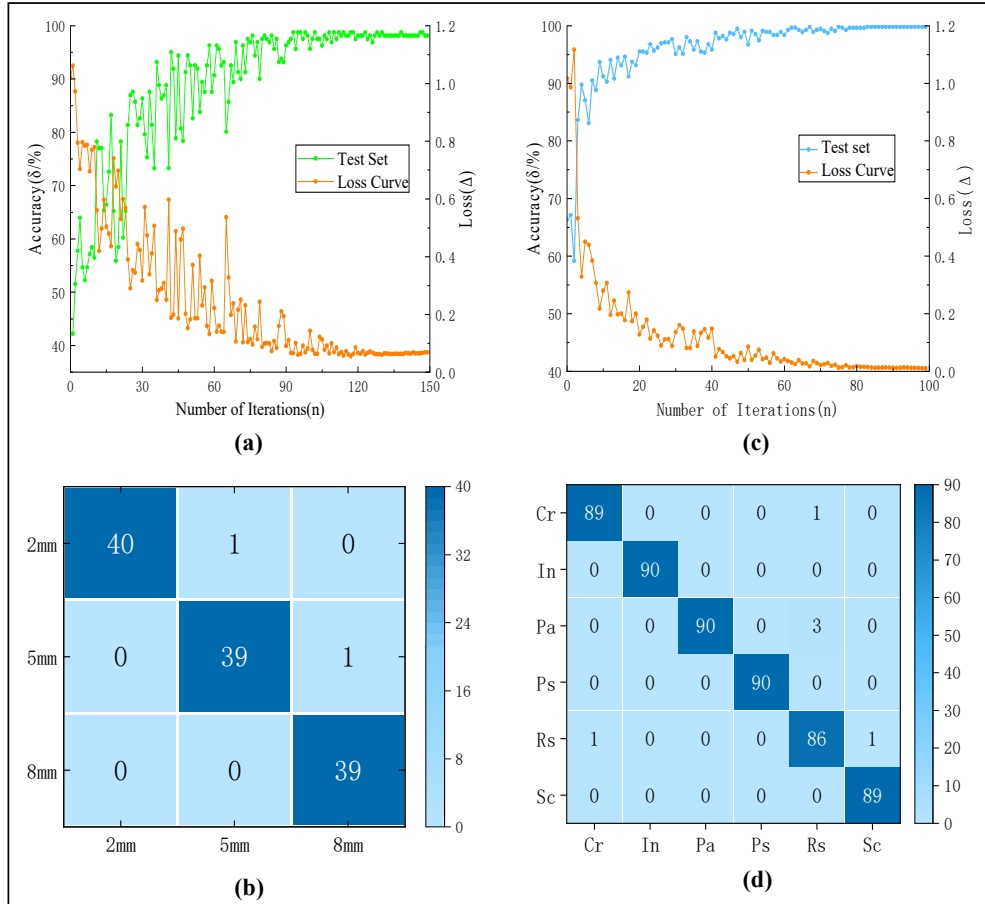 100
90
80
70
60
50
40
Accuracy(δ/%)
1.2
1.0
0.8
0.6
0.4
0.2
0.0
Loss(Δ)
Test Set
Loss Curve
0 30 60 90 120 150
Number of Iterations(n)
(a)
100
90
80
70
60
50
40
Accuracy(δ/%)
1.2
1.0
0.8
0.6
0.4
0.2
0.0
Loss(Δ)
Test set
Loss Curve
0 20 40 60 80 100
Number of Iterations(n)
(c)
2mm 40 1 0
5mm 0 39 1
8mm 0 0 39
2mm 5mm 8mm
40
32
24
16
8
0
(b)
Cr 89 0 0 0 1 0
In 0 90 0 0 0 0
Pa 0 0 90 0 3 0
Ps 0 0 0 90 0 0
Rs 1 0 0 0 86 1
Sc 0 0 0 0 0 89
Cr In Pa Ps Rs Sc
90
80
70
60
50
40
30
20
10
0
(d)